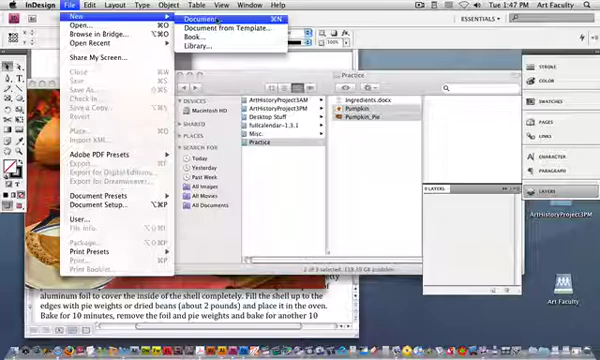 InDesign File Edit Layout Type Object Table View Window Help Tue 1:47 PM Art Faculty
ESSENTIALS
New
Open... ⌘O
Browse in Bridge... ⌥⌘O
Open Recent
Share My Screen...
Close
Save
Save As...
Check In...
Save a Copy...
Revert
Place...
Import XML...
Adobe PDF Presets
Export...
Export for Digital Editions...
Export for Dreamweaver...
Document Presets
Document Setup... ⌥⌘P
User...
File Info...
Package...
Print Presets
Print...
Print Booklet...
Document... ⌘N
Document from Template...
Book...
Library...
Practice
DEVICES
Macintosh HD
SHARED
PLACES
SEARCH FOR
Today
Yesterday
Past Week
All Images
All Movies
All Documents
ArtHistoryProject3AM
ArtHistoryProject3PM
Desktop Stuff
fullcalendar-1.3.1
Misc.
Practice
Ingredients.docx
Pumpkin
Pumpkin_Pie
STROKE
COLOR
SWATCHES
PAGES
LINKS
CHARACTER
PARAGRAPH
LAYERS
LAYERS
ArtHistoryProject3PM
Art Faculty
aluminum foil to cover the inside of the shell completely. Fill the shell up to the
edges with pie weights or dried beans (about 2 pounds) and place it in the oven.
Bake for 10 minutes, remove the foil and pie weights and bake for another 10